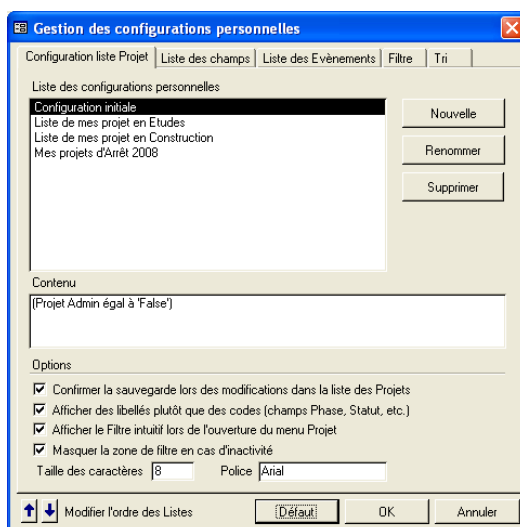 Gestion des configurations personnelles
Configuration liste Projet Liste des champs Liste des Evènements Filtre Tri
Liste des configurations personnelles
Configuration initiale
Liste de mes projet en Etudes
Liste de mes projet en Construction
Mes projets d'Arrêt 2008
Nouvelle
Renommer
Supprimer
Contenu
(Projet Admin égal à 'False')
Options
Confirmer la sauvegarde lors des modifications dans la liste des Projets
Afficher des libellés plutôt que des codes (champs Phase, Statut, etc.)
Afficher le Filtre intuitif lors de l'ouverture du menu Projet
Masquer la zone de filtre en cas d'inactivité
Taille des caractères 8 Police Arial
Modifier l'ordre des Listes Défaut OK Annuler